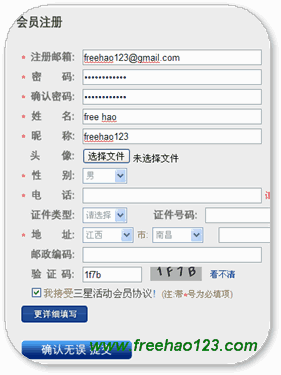 会员注册
* 注册邮箱: freehao123@gmail.com
* 密 码: ••••••••••••
* 确认密码: ••••••••••••
* 姓 名: free hao
* 昵 称: freehao123
头 像: 选择文件 未选择文件
* 性 别: 男
* 电 话:
证件类型: 请选择 证件号码:
* 地 址: 江西 市: 南昌
邮政编码:
验 证 码: 1f7b 1F7B 看不清
我接受三星活动会员协议! (注:带*号为必填项)
更详细填写
确认无误 提交
www.freehao123.com